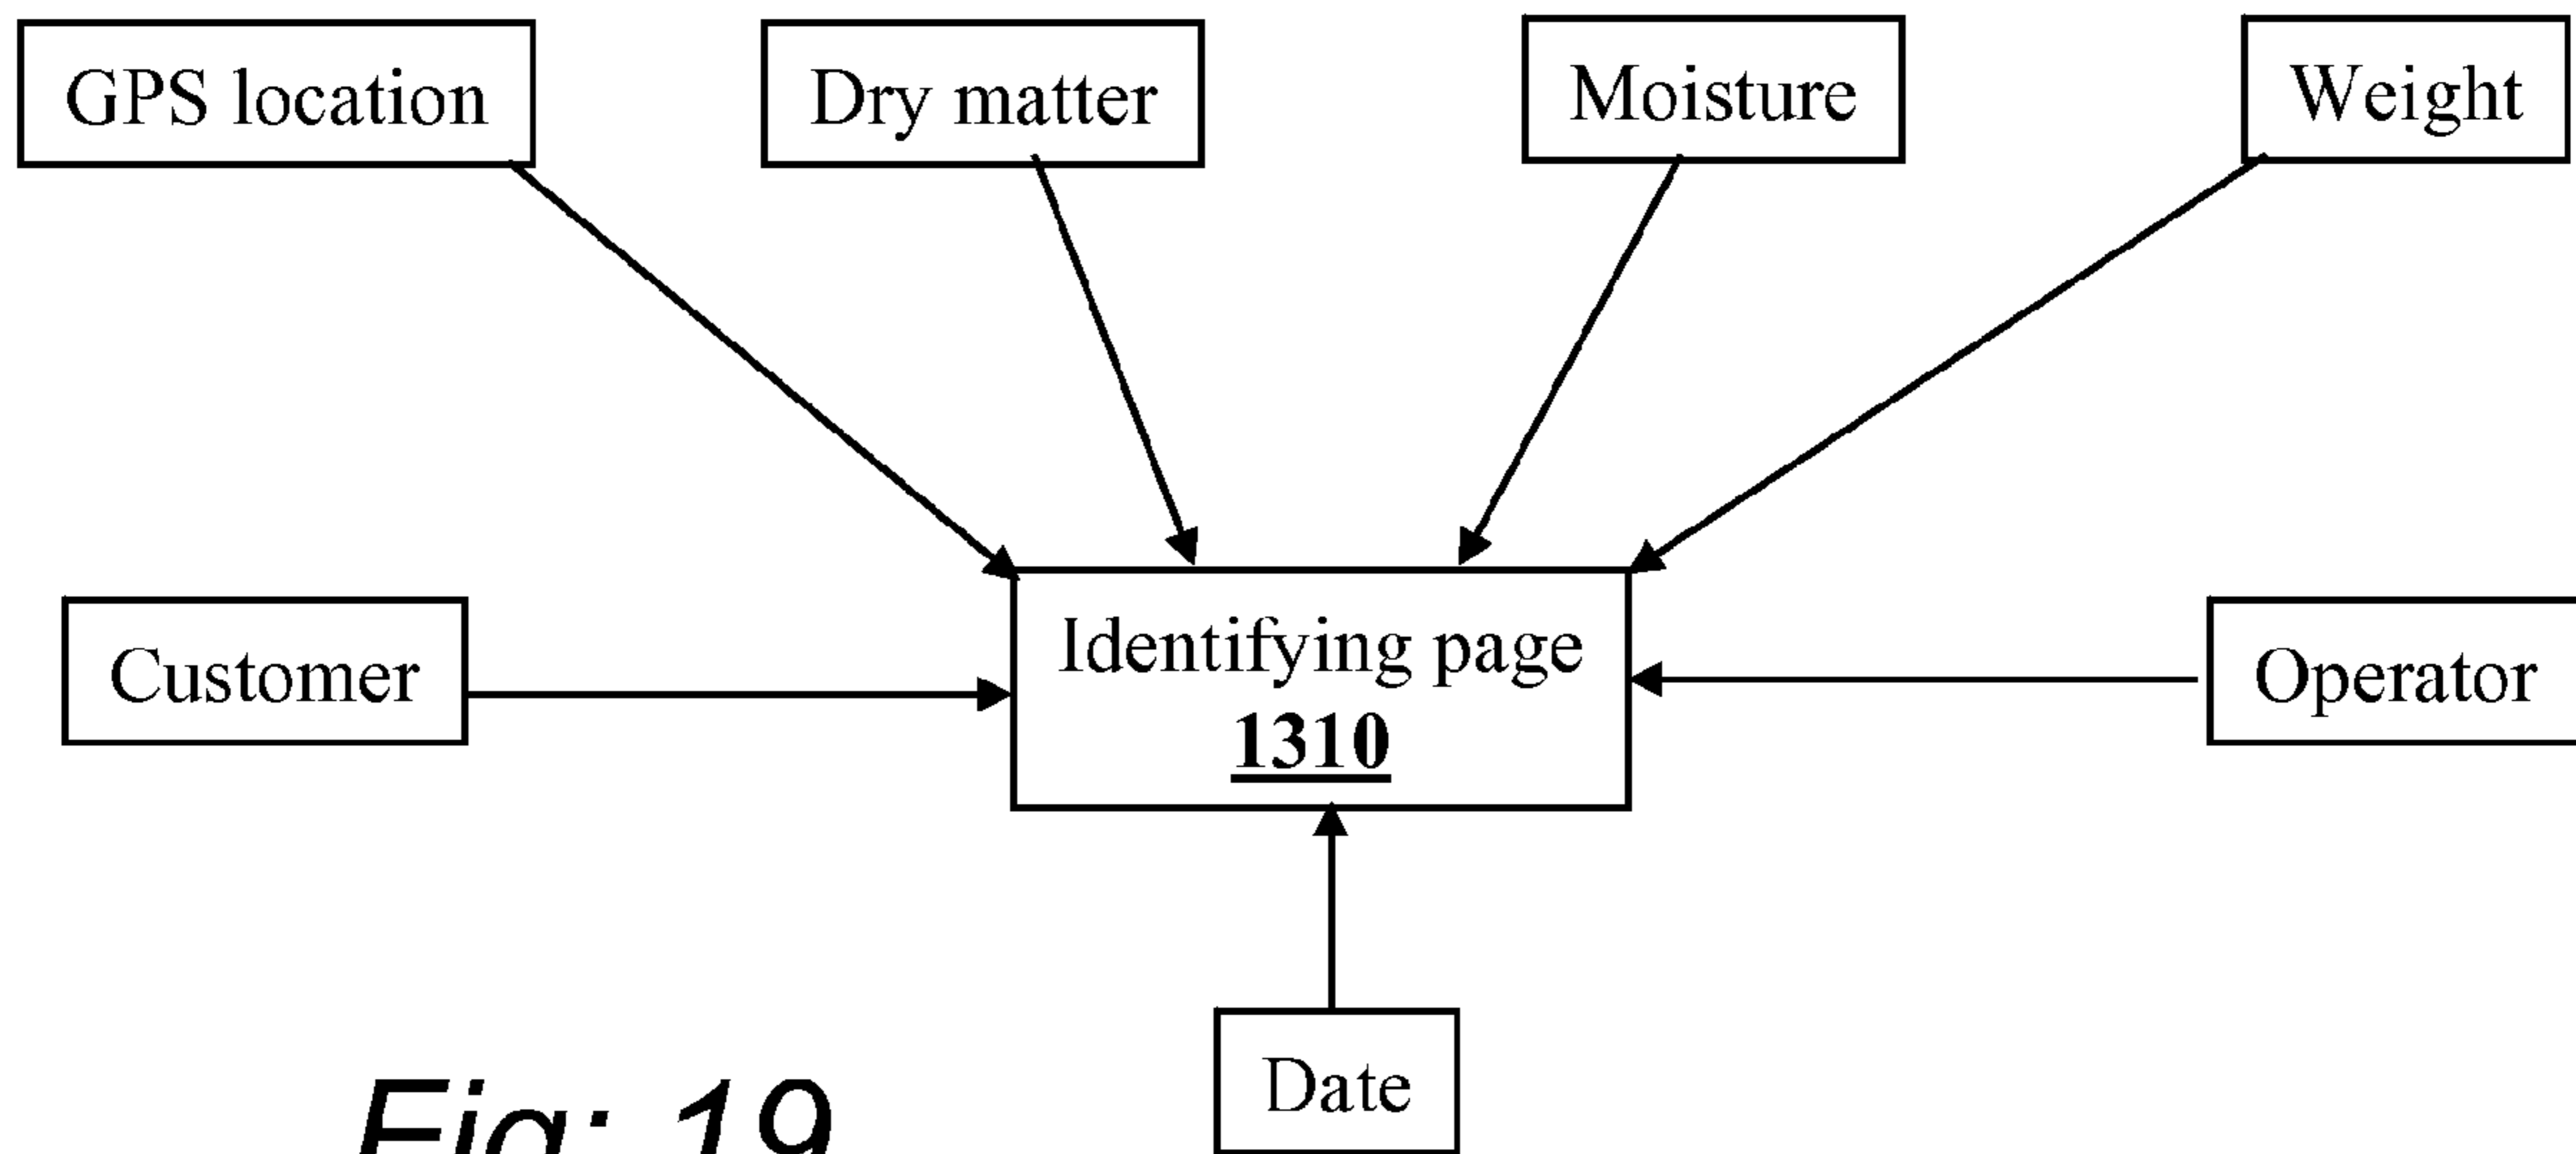 GPS location
Dry matter
Moisture
Weight
Customer
Identifying page
1310
Operator
Date
Fig: 19